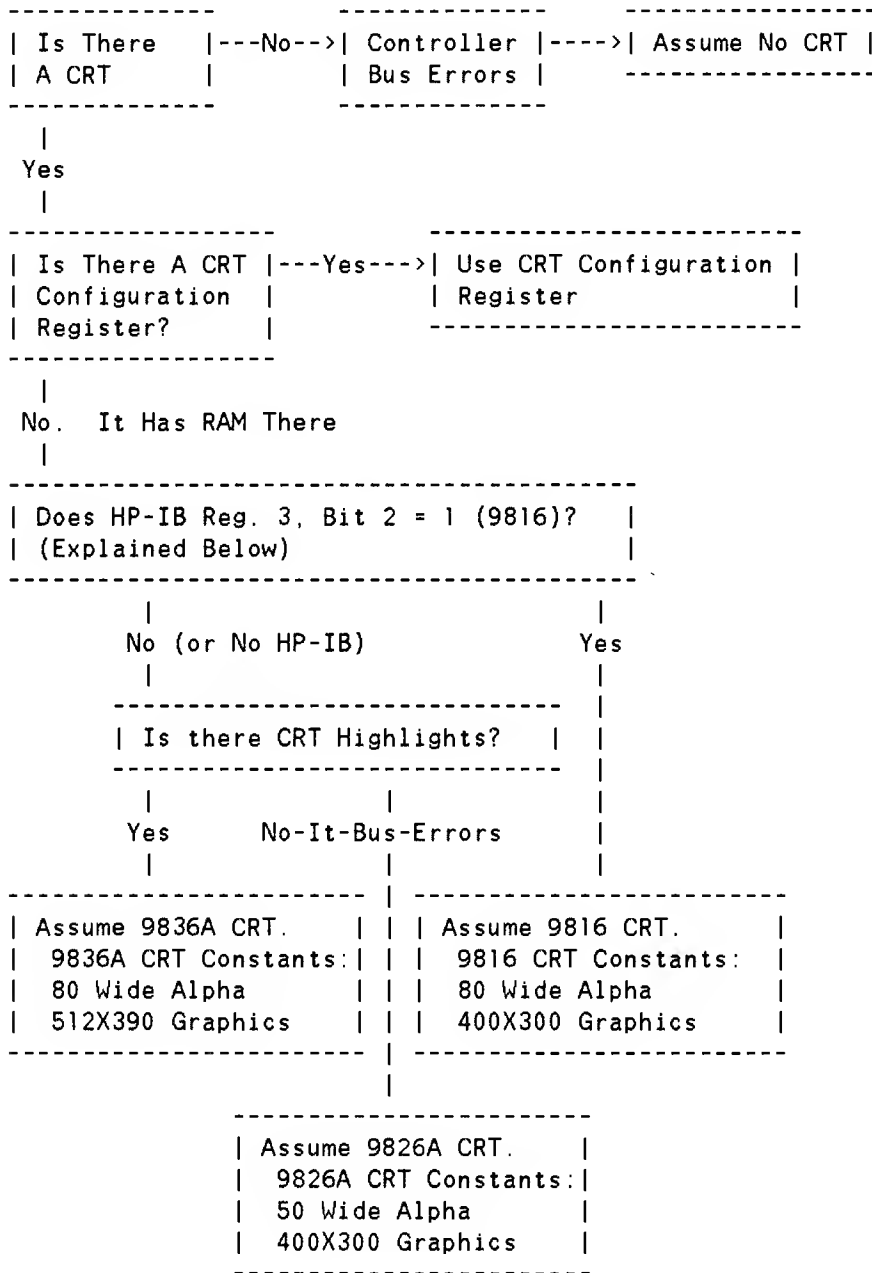 Is There ---No--> Controller ----> Assume No CRT
A CRT Bus Errors
Yes
Is There A CRT ---Yes---> Use CRT Configuration
Configuration Register
Register?
No. It Has RAM There
Does HP-IB Reg. 3, Bit 2 = 1 (9816)?
(Explained Below)
No (or No HP-IB) Yes
Is there CRT Highlights?
Yes No-It-Bus-Errors
Assume 9836A CRT. Assume 9816 CRT.
9836A CRT Constants: 9816 CRT Constants:
80 Wide Alpha 80 Wide Alpha
512X390 Graphics 400X300 Graphics
Assume 9826A CRT.
9826A CRT Constants:
50 Wide Alpha
400X300 Graphics